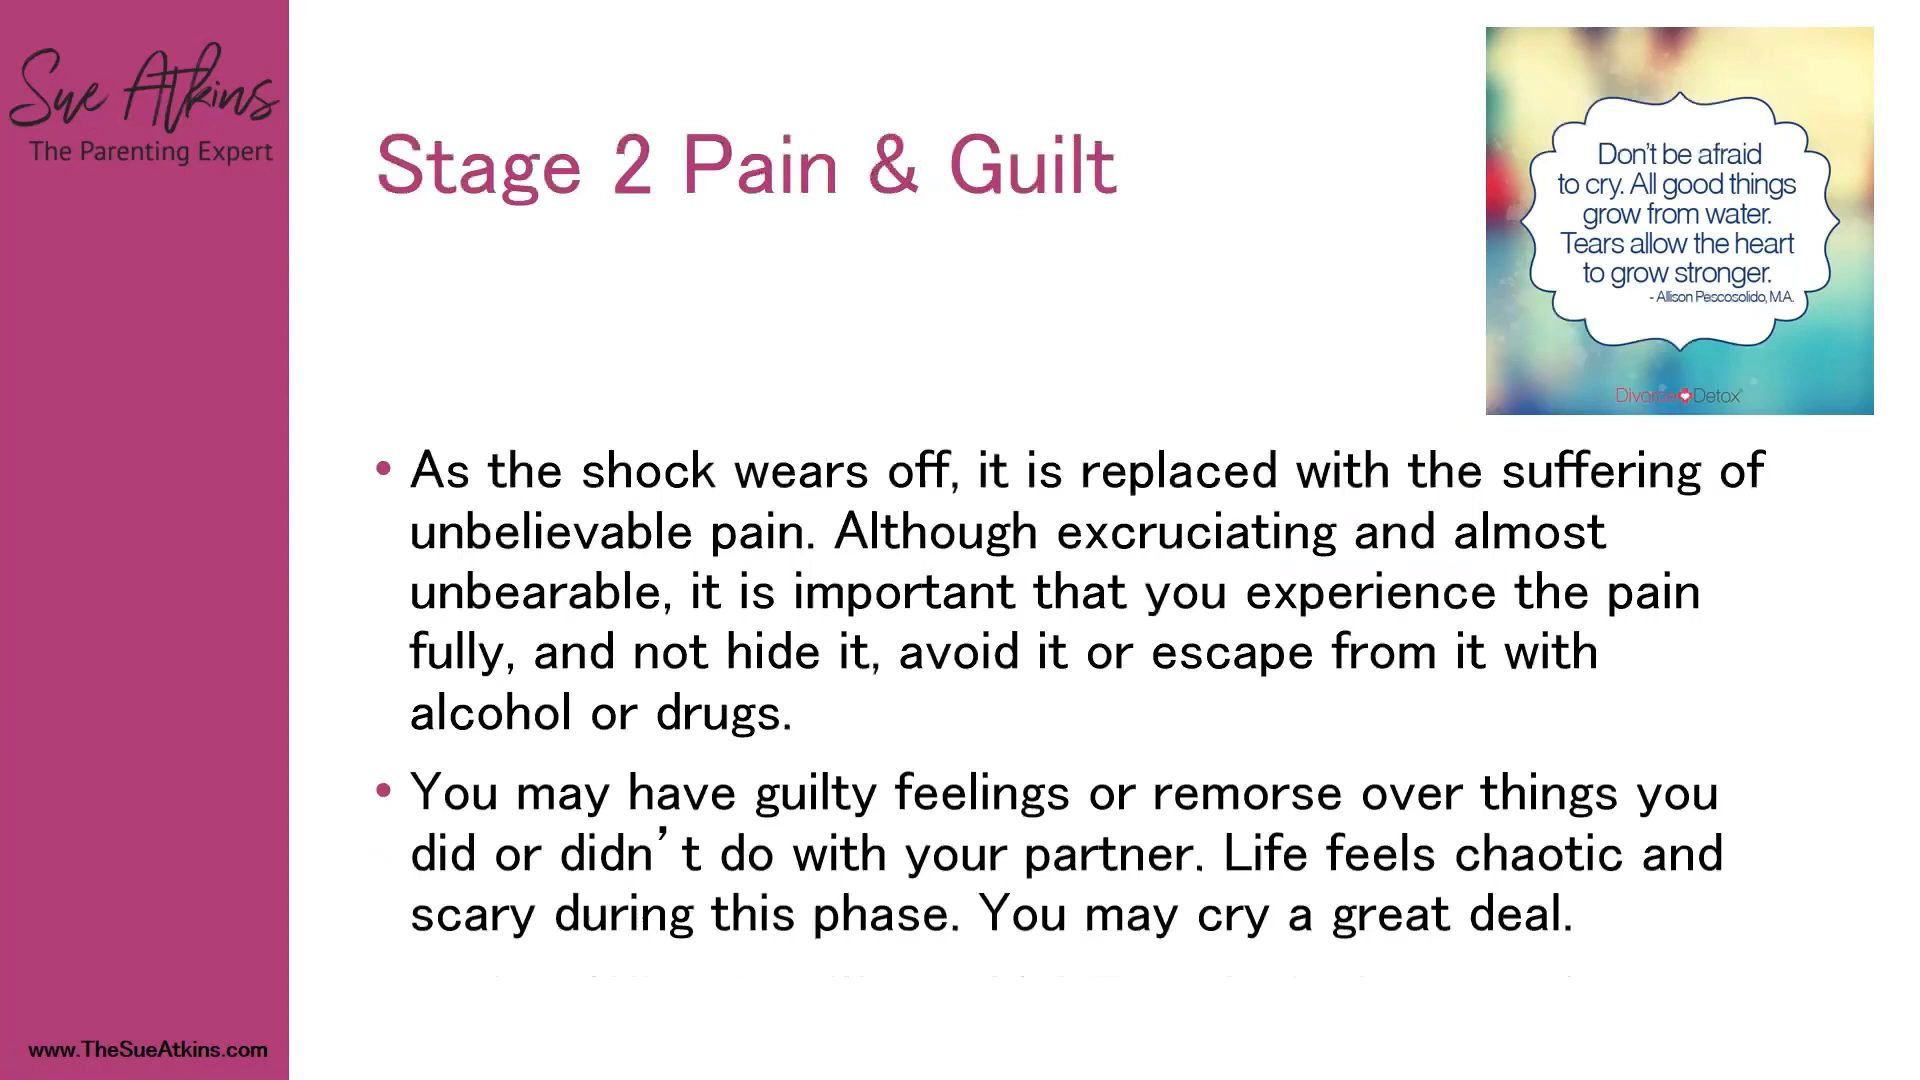 Sue Atkins
The Parenting Expert
Stage 2 Pain & Guilt
Don't be afraid
to cry. All good things
grow from water.
Tears allow the heart
to grow stronger.
- Allison Pescosolido, M.A.
Divorce Detox
• As the shock wears off, it is replaced with the suffering of
unbelievable pain. Although excruciating and almost
unbearable, it is important that you experience the pain
fully, and not hide it, avoid it or escape from it with
alcohol or drugs.
• You may have guilty feelings or remorse over things you
did or didn’t do with your partner. Life feels chaotic and
scary during this phase. You may cry a great deal.
www.TheSueAtkins.com